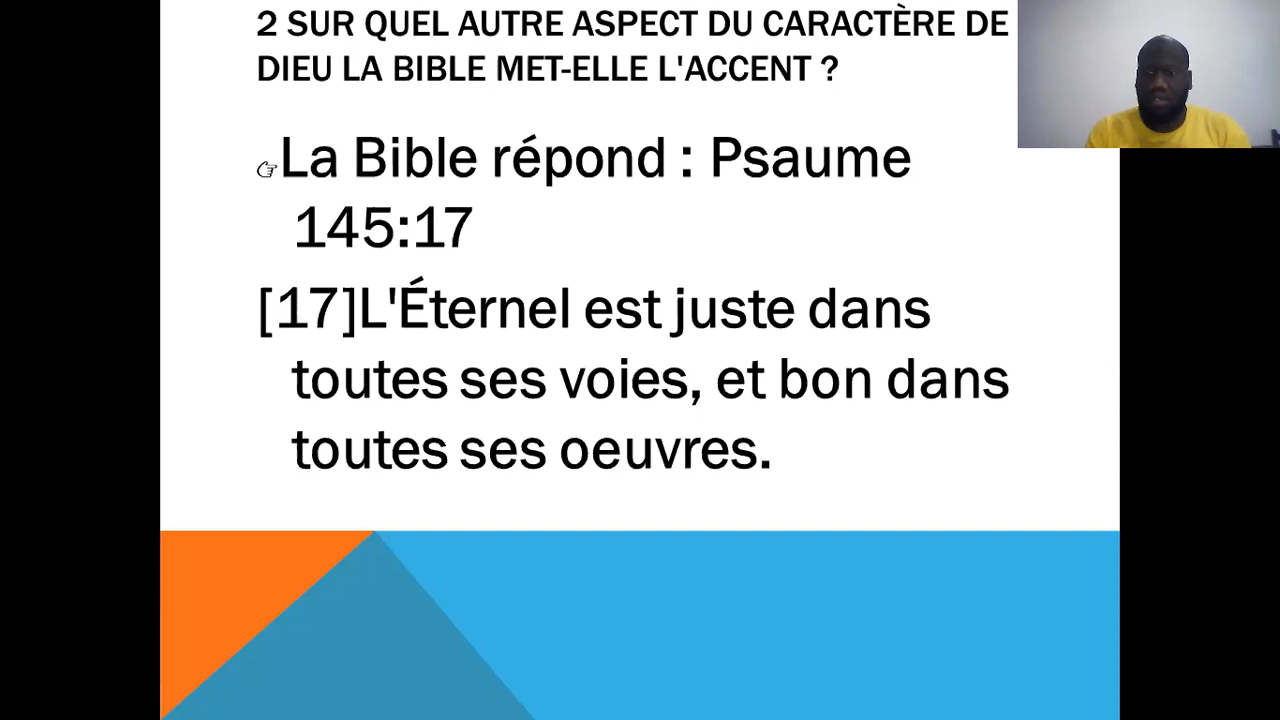 2 SUR QUEL AUTRE ASPECT DU CARACTÈRE DE
DIEU LA BIBLE MET-ELLE L'ACCENT ?
☞La Bible répond : Psaume
145:17
[17]L'Éternel est juste dans
toutes ses voies, et bon dans
toutes ses oeuvres.